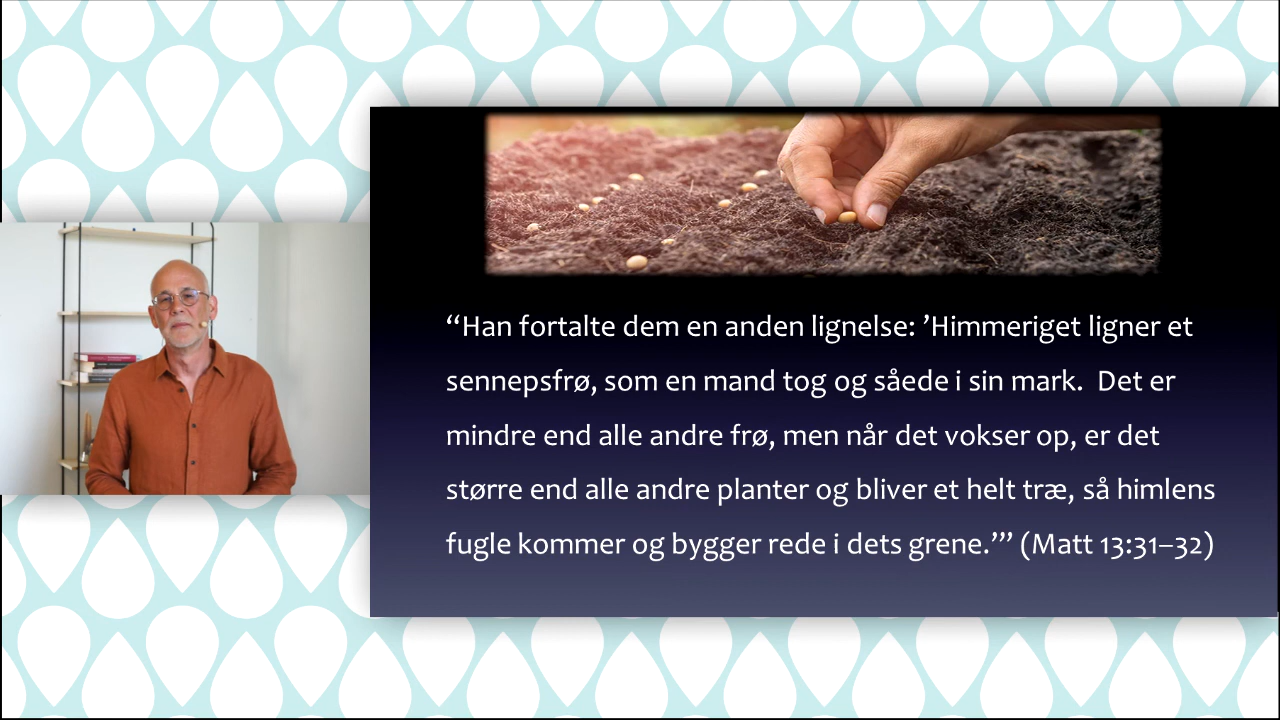 “Han fortalte dem en anden lignelse: ’Himmeriget ligner et
sennepsfrø, som en mand tog og såede i sin mark.  Det er
mindre end alle andre frø, men når det vokser op, er det
større end alle andre planter og bliver et helt træ, så himlens
fugle kommer og bygger rede i dets grene.’” (Matt 13:31–32)